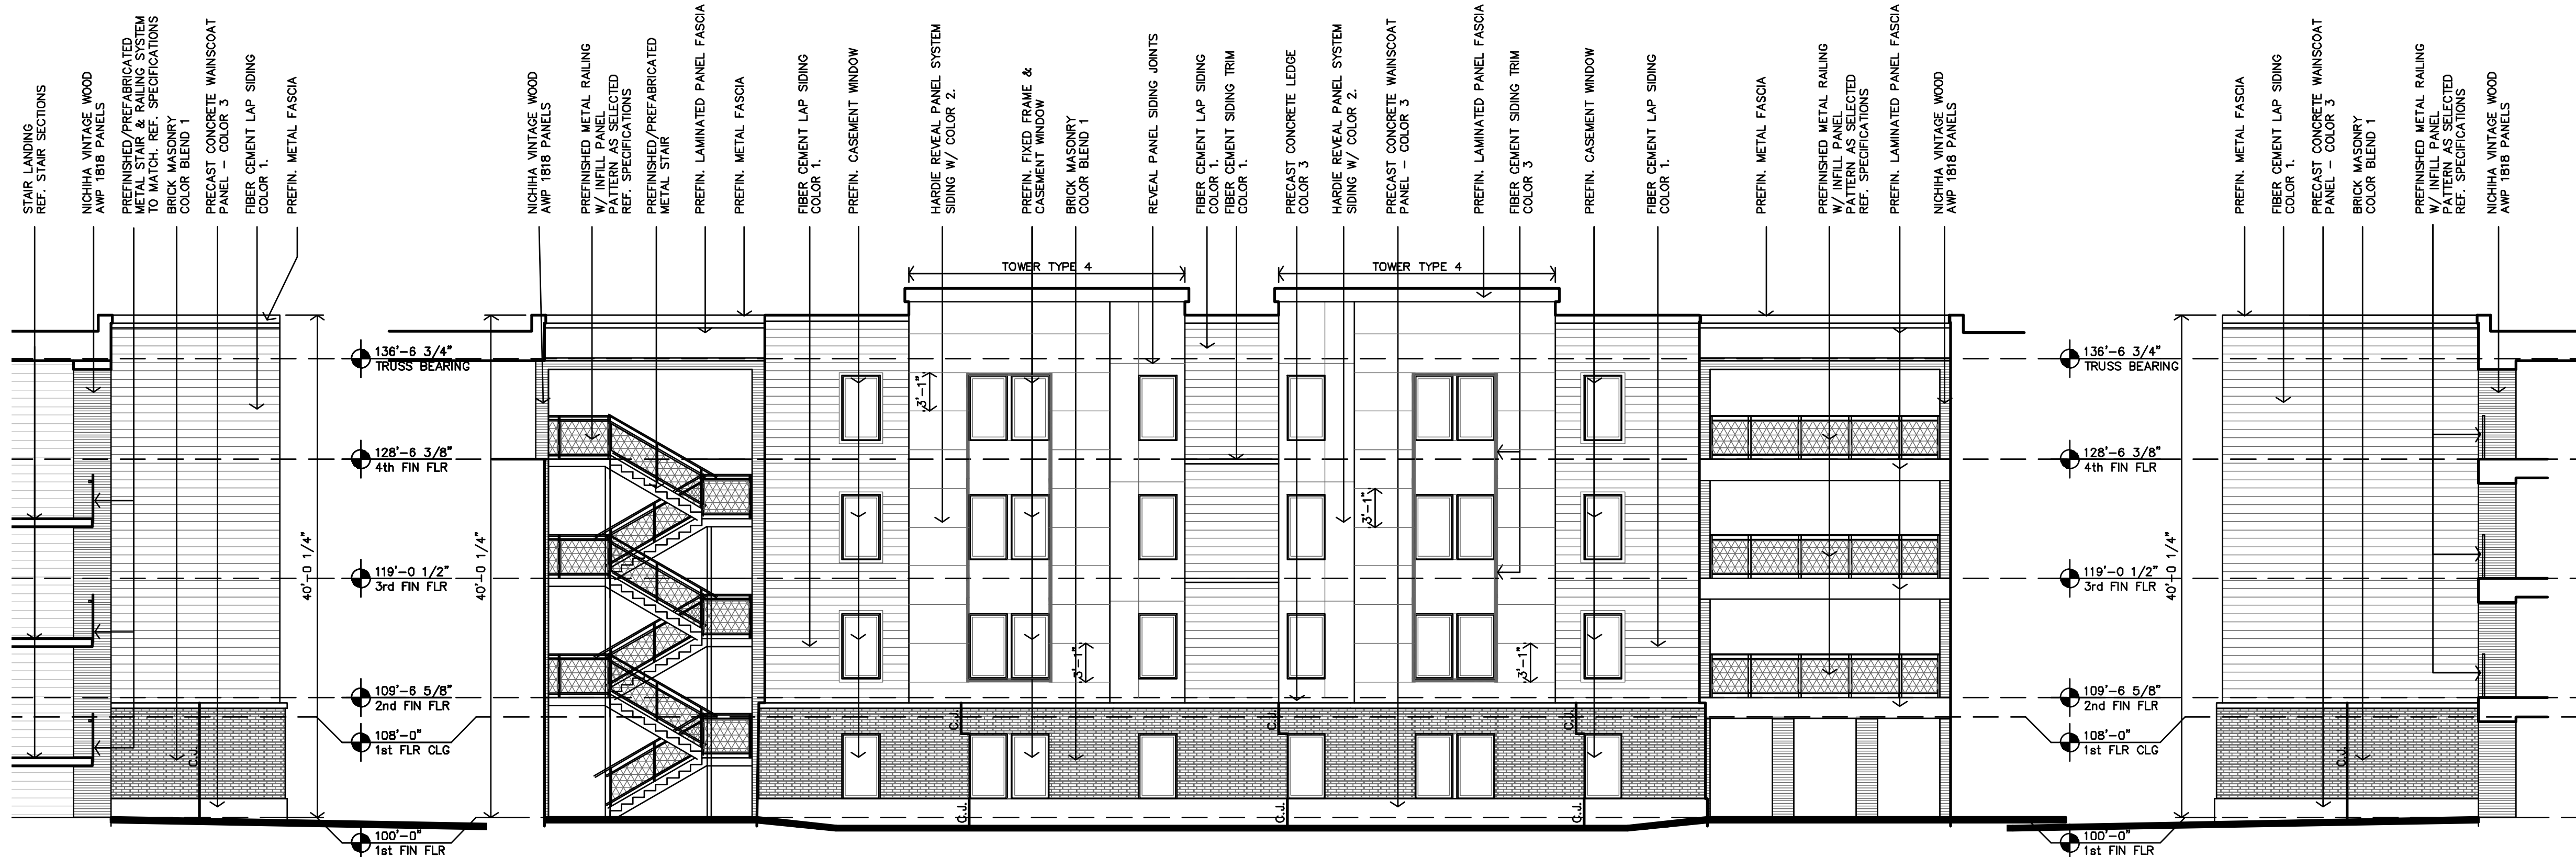 STAIR LANDING
REF. STAIR SECTIONS
NICHIHA VINTAGE WOOD
AWP 1818 PANELS
PREFINISHED/PREFABRICATED
METAL STAIR & RAILING SYSTEM
TO MATCH. REF. SPECIFICATIONS
BRICK MASONRY
COLOR BLEND 1
PRECAST CONCRETE WAINSCOAT
PANEL – COLOR 3
FIBER CEMENT LAP SIDING
COLOR 1.
PREFIN. METAL FASCIA
NICHIHA VINTAGE WOOD
AWP 1818 PANELS
PREFINISHED METAL RAILING
W/ INFILL PANEL
PATTERN AS SELECTED
REF. SPECIFICATIONS
PREFINISHED/PREFABRICATED
METAL STAIR
PREFIN. LAMINATED PANEL FASCIA
PREFIN. METAL FASCIA
FIBER CEMENT LAP SIDING
COLOR 1.
PREFIN. CASEMENT WINDOW
HARDIE REVEAL PANEL SYSTEM
SIDING W/ COLOR 2.
PREFIN. FIXED FRAME &
CASEMENT WINDOW
BRICK MASONRY
COLOR BLEND 1
REVEAL PANEL SIDING JOINTS
FIBER CEMENT LAP SIDING
COLOR 1.
FIBER CEMENT SIDING TRIM
COLOR 1.
PRECAST CONCRETE LEDGE
COLOR 3
HARDIE REVEAL PANEL SYSTEM
SIDING W/ COLOR 2.
PRECAST CONCRETE WAINSCOAT
PANEL – COLOR 3
PREFIN. LAMINATED PANEL FASCIA
FIBER CEMENT SIDING TRIM
COLOR 3
PREFIN. CASEMENT WINDOW
FIBER CEMENT LAP SIDING
COLOR 1.
PREFIN. METAL FASCIA
PREFINISHED METAL RAILING
W/ INFILL PANEL
PATTERN AS SELECTED
REF. SPECIFICATIONS
PREFIN. LAMINATED PANEL FASCIA
NICHIHA VINTAGE WOOD
AWP 1818 PANELS
PREFIN. METAL FASCIA
FIBER CEMENT LAP SIDING
COLOR 1.
PRECAST CONCRETE WAINSCOAT
PANEL – COLOR 3
BRICK MASONRY
COLOR BLEND 1
PREFINISHED METAL RAILING
W/ INFILL PANEL
PATTERN AS SELECTED
REF. SPECIFICATIONS
NICHIHA VINTAGE WOOD
AWP 1818 PANELS
TOWER TYPE 4
TOWER TYPE 4
136'-6 3/4"
TRUSS BEARING
128'-6 3/8"
4th FIN FLR
119'-0 1/2"
3rd FIN FLR
109'-6 5/8"
2nd FIN FLR
108'-0"
1st FLR CLG
100'-0"
1st FIN FLR
40'-0 1/4"
40'-0 1/4"
C.J.
3'-1"
3'-1"
3'-1"
3'-1"
C.J.
C.J.
C.J.
C.J.
C.J.
C.J.
136'-6 3/4"
TRUSS BEARING
128'-6 3/8"
4th FIN FLR
119'-0 1/2"
3rd FIN FLR
109'-6 5/8"
2nd FIN FLR
108'-0"
1st FLR CLG
100'-0"
1st FIN FLR
40'-0 1/4"
C.J.